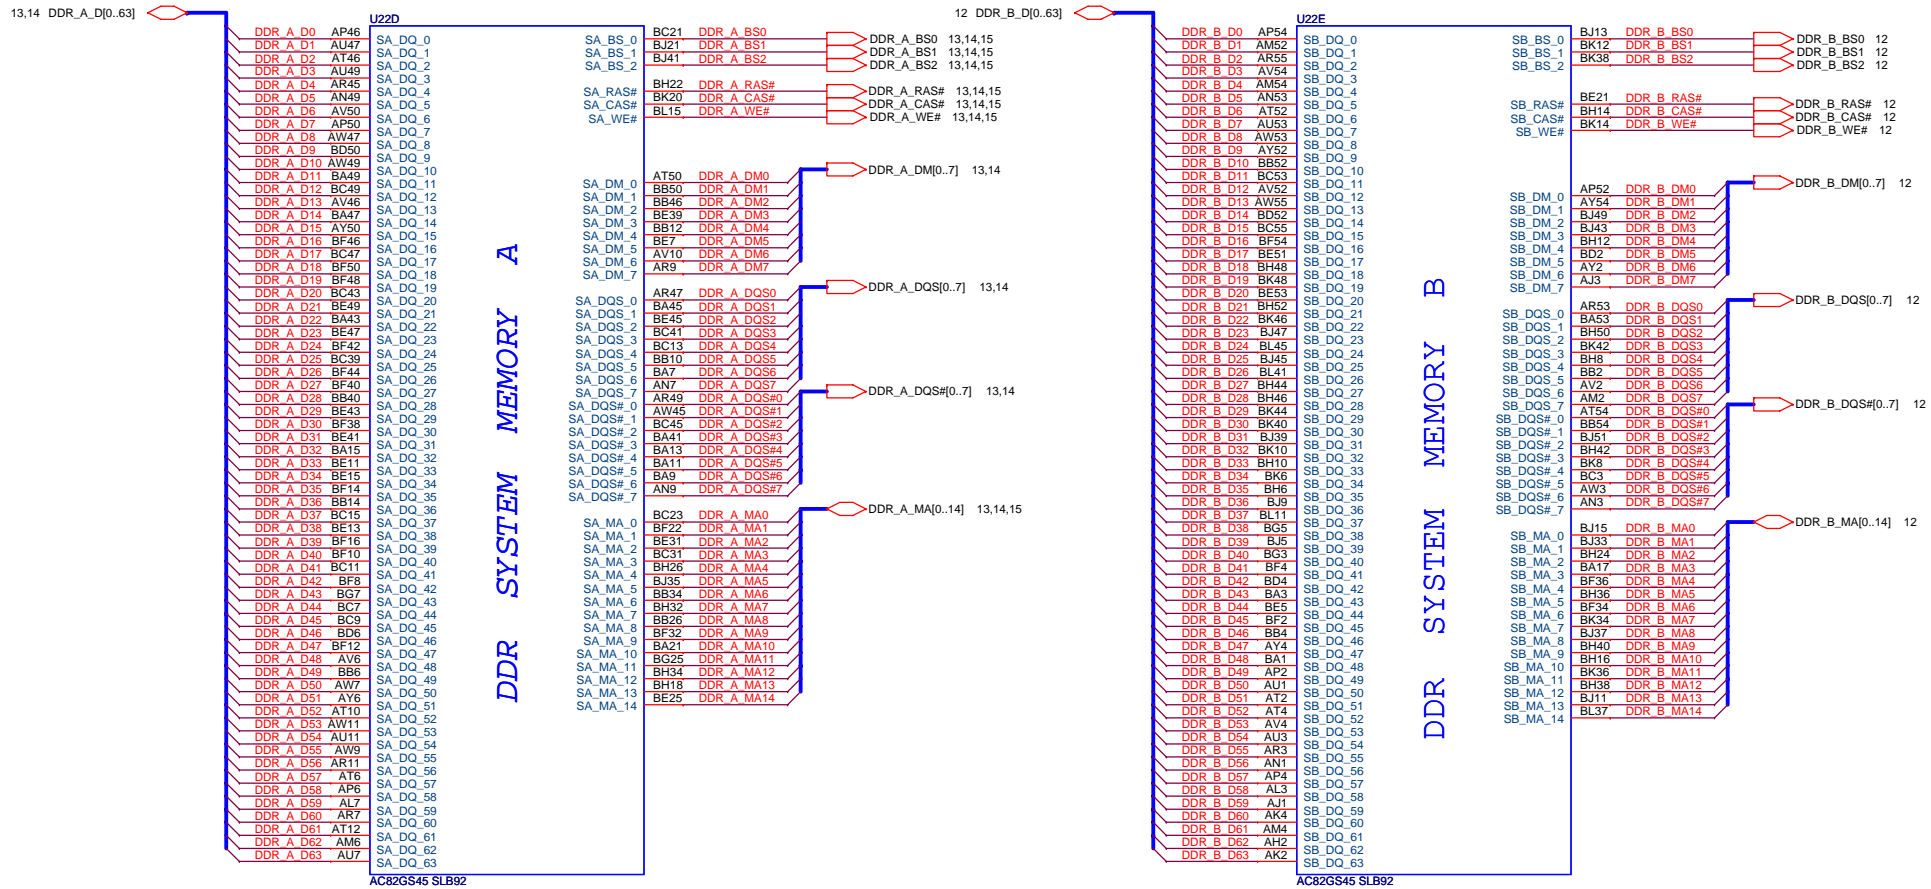 13,14 DDR_A_D[0..63]
U22D
DDR_A_D0 AP46 SA_DQ_0
DDR_A_D1 AU47 SA_DQ_1
DDR_A_D2 AT46 SA_DQ_2
DDR_A_D3 AU49 SA_DQ_3
DDR_A_D4 AR45 SA_DQ_4
DDR_A_D5 AN49 SA_DQ_5
DDR_A_D6 AV50 SA_DQ_6
DDR_A_D7 AP50 SA_DQ_7
DDR_A_D8 AW47 SA_DQ_8
DDR_A_D9 BD50 SA_DQ_9
DDR_A_D10 AW49 SA_DQ_10
DDR_A_D11 BA49 SA_DQ_11
DDR_A_D12 BC49 SA_DQ_12
DDR_A_D13 AV46 SA_DQ_13
DDR_A_D14 BA47 SA_DQ_14
DDR_A_D15 AY50 SA_DQ_15
DDR_A_D16 BF46 SA_DQ_16
DDR_A_D17 BC47 SA_DQ_17
DDR_A_D18 BF50 SA_DQ_18
DDR_A_D19 BF48 SA_DQ_19
DDR_A_D20 BC43 SA_DQ_20
DDR_A_D21 BE49 SA_DQ_21
DDR_A_D22 BA43 SA_DQ_22
DDR_A_D23 BE47 SA_DQ_23
DDR_A_D24 BF42 SA_DQ_24
DDR_A_D25 BC39 SA_DQ_25
DDR_A_D26 BF44 SA_DQ_26
DDR_A_D27 BF40 SA_DQ_27
DDR_A_D28 BB40 SA_DQ_28
DDR_A_D29 BE43 SA_DQ_29
DDR_A_D30 BF38 SA_DQ_30
DDR_A_D31 BE41 SA_DQ_31
DDR_A_D32 BA15 SA_DQ_32
DDR_A_D33 BE11 SA_DQ_33
DDR_A_D34 BE15 SA_DQ_34
DDR_A_D35 BF14 SA_DQ_35
DDR_A_D36 BB14 SA_DQ_36
DDR_A_D37 BC15 SA_DQ_37
DDR_A_D38 BE13 SA_DQ_38
DDR_A_D39 BF16 SA_DQ_39
DDR_A_D40 BF10 SA_DQ_40
DDR_A_D41 BC11 SA_DQ_41
DDR_A_D42 BF8 SA_DQ_42
DDR_A_D43 BG7 SA_DQ_43
DDR_A_D44 BC7 SA_DQ_44
DDR_A_D45 BC9 SA_DQ_45
DDR_A_D46 BD6 SA_DQ_46
DDR_A_D47 BF12 SA_DQ_47
DDR_A_D48 AV6 SA_DQ_48
DDR_A_D49 BB6 SA_DQ_49
DDR_A_D50 AW7 SA_DQ_50
DDR_A_D51 AY6 SA_DQ_51
DDR_A_D52 AT10 SA_DQ_52
DDR_A_D53 AW11 SA_DQ_53
DDR_A_D54 AU11 SA_DQ_54
DDR_A_D55 AW9 SA_DQ_55
DDR_A_D56 AR11 SA_DQ_56
DDR_A_D57 AT6 SA_DQ_57
DDR_A_D58 AP6 SA_DQ_58
DDR_A_D59 AL7 SA_DQ_59
DDR_A_D60 AR7 SA_DQ_60
DDR_A_D61 AT12 SA_DQ_61
DDR_A_D62 AM6 SA_DQ_62
DDR_A_D63 AU7 SA_DQ_63
DDR SYSTEM MEMORY A
SA_BS_0 BC21 DDR_A_BS0 DDR_A_BS0 13,14,15
SA_BS_1 BJ21 DDR_A_BS1 DDR_A_BS1 13,14,15
SA_BS_2 BJ41 DDR_A_BS2 DDR_A_BS2 13,14,15
SA_RAS# BH22 DDR_A_RAS# DDR_A_RAS# 13,14,15
SA_CAS# BK20 DDR_A_CAS# DDR_A_CAS# 13,14,15
SA_WE# BL15 DDR_A_WE# DDR_A_WE# 13,14,15
DDR_A_DM[0..7] 13,14
SA_DM_0 AT50 DDR_A_DM0
SA_DM_1 BB50 DDR_A_DM1
SA_DM_2 BB46 DDR_A_DM2
SA_DM_3 BE39 DDR_A_DM3
SA_DM_4 BB12 DDR_A_DM4
SA_DM_5 BE7 DDR_A_DM5
SA_DM_6 AV10 DDR_A_DM6
SA_DM_7 AR9 DDR_A_DM7
DDR_A_DQS[0..7] 13,14
SA_DQS_0 AR47 DDR_A_DQS0
SA_DQS_1 BA45 DDR_A_DQS1
SA_DQS_2 BE45 DDR_A_DQS2
SA_DQS_3 BC41 DDR_A_DQS3
SA_DQS_4 BC13 DDR_A_DQS4
SA_DQS_5 BB10 DDR_A_DQS5
SA_DQS_6 BA7 DDR_A_DQS6
SA_DQS_7 AN7 DDR_A_DQS7
DDR_A_DQS#[0..7] 13,14
SA_DQS#_0 AR49 DDR_A_DQS#0
SA_DQS#_1 AW45 DDR_A_DQS#1
SA_DQS#_2 BC45 DDR_A_DQS#2
SA_DQS#_3 BA41 DDR_A_DQS#3
SA_DQS#_4 BA13 DDR_A_DQS#4
SA_DQS#_5 BA11 DDR_A_DQS#5
SA_DQS#_6 BA9 DDR_A_DQS#6
SA_DQS#_7 AN9 DDR_A_DQS#7
DDR_A_MA[0..14] 13,14,15
SA_MA_0 BC23 DDR_A_MA0
SA_MA_1 BF22 DDR_A_MA1
SA_MA_2 BE31 DDR_A_MA2
SA_MA_3 BC31 DDR_A_MA3
SA_MA_4 BH26 DDR_A_MA4
SA_MA_5 BJ35 DDR_A_MA5
SA_MA_6 BB34 DDR_A_MA6
SA_MA_7 BH32 DDR_A_MA7
SA_MA_8 BB26 DDR_A_MA8
SA_MA_9 BF32 DDR_A_MA9
SA_MA_10 BA21 DDR_A_MA10
SA_MA_11 BG25 DDR_A_MA11
SA_MA_12 BH34 DDR_A_MA12
SA_MA_13 BH18 DDR_A_MA13
SA_MA_14 BE25 DDR_A_MA14
AC82GS45 SLB92
12 DDR_B_D[0..63]
U22E
DDR_B_D0 AP54 SB_DQ_0
DDR_B_D1 AM52 SB_DQ_1
DDR_B_D2 AR55 SB_DQ_2
DDR_B_D3 AV54 SB_DQ_3
DDR_B_D4 AM54 SB_DQ_4
DDR_B_D5 AN53 SB_DQ_5
DDR_B_D6 AT52 SB_DQ_6
DDR_B_D7 AU53 SB_DQ_7
DDR_B_D8 AW53 SB_DQ_8
DDR_B_D9 AY52 SB_DQ_9
DDR_B_D10 BB52 SB_DQ_10
DDR_B_D11 BC53 SB_DQ_11
DDR_B_D12 AV52 SB_DQ_12
DDR_B_D13 AW55 SB_DQ_13
DDR_B_D14 BD52 SB_DQ_14
DDR_B_D15 BC55 SB_DQ_15
DDR_B_D16 BF54 SB_DQ_16
DDR_B_D17 BE51 SB_DQ_17
DDR_B_D18 BH48 SB_DQ_18
DDR_B_D19 BK48 SB_DQ_19
DDR_B_D20 BE53 SB_DQ_20
DDR_B_D21 BH52 SB_DQ_21
DDR_B_D22 BK46 SB_DQ_22
DDR_B_D23 BJ47 SB_DQ_23
DDR_B_D24 BL45 SB_DQ_24
DDR_B_D25 BJ45 SB_DQ_25
DDR_B_D26 BL41 SB_DQ_26
DDR_B_D27 BH44 SB_DQ_27
DDR_B_D28 BH46 SB_DQ_28
DDR_B_D29 BK44 SB_DQ_29
DDR_B_D30 BK40 SB_DQ_30
DDR_B_D31 BJ39 SB_DQ_31
DDR_B_D32 BK10 SB_DQ_32
DDR_B_D33 BH10 SB_DQ_33
DDR_B_D34 BK6 SB_DQ_34
DDR_B_D35 BH6 SB_DQ_35
DDR_B_D36 BJ9 SB_DQ_36
DDR_B_D37 BL11 SB_DQ_37
DDR_B_D38 BG5 SB_DQ_38
DDR_B_D39 BJ5 SB_DQ_39
DDR_B_D40 BG3 SB_DQ_40
DDR_B_D41 BF4 SB_DQ_41
DDR_B_D42 BD4 SB_DQ_42
DDR_B_D43 BA3 SB_DQ_43
DDR_B_D44 BE5 SB_DQ_44
DDR_B_D45 BF2 SB_DQ_45
DDR_B_D46 BB4 SB_DQ_46
DDR_B_D47 AY4 SB_DQ_47
DDR_B_D48 BA1 SB_DQ_48
DDR_B_D49 AP2 SB_DQ_49
DDR_B_D50 AU1 SB_DQ_50
DDR_B_D51 AT2 SB_DQ_51
DDR_B_D52 AT4 SB_DQ_52
DDR_B_D53 AV4 SB_DQ_53
DDR_B_D54 AU3 SB_DQ_54
DDR_B_D55 AR3 SB_DQ_55
DDR_B_D56 AN1 SB_DQ_56
DDR_B_D57 AP4 SB_DQ_57
DDR_B_D58 AL3 SB_DQ_58
DDR_B_D59 AJ1 SB_DQ_59
DDR_B_D60 AK4 SB_DQ_60
DDR_B_D61 AM4 SB_DQ_61
DDR_B_D62 AH2 SB_DQ_62
DDR_B_D63 AK2 SB_DQ_63
DDR SYSTEM MEMORY B
SB_BS_0 BJ13 DDR_B_BS0 DDR_B_BS0 12
SB_BS_1 BK12 DDR_B_BS1 DDR_B_BS1 12
SB_BS_2 BK38 DDR_B_BS2 DDR_B_BS2 12
SB_RAS# BE21 DDR_B_RAS# DDR_B_RAS# 12
SB_CAS# BH14 DDR_B_CAS# DDR_B_CAS# 12
SB_WE# BK14 DDR_B_WE# DDR_B_WE# 12
DDR_B_DM[0..7] 12
SB_DM_0 AP52 DDR_B_DM0
SB_DM_1 AY54 DDR_B_DM1
SB_DM_2 BJ49 DDR_B_DM2
SB_DM_3 BJ43 DDR_B_DM3
SB_DM_4 BH12 DDR_B_DM4
SB_DM_5 BD2 DDR_B_DM5
SB_DM_6 AY2 DDR_B_DM6
SB_DM_7 AJ3 DDR_B_DM7
DDR_B_DQS[0..7] 12
SB_DQS_0 AR53 DDR_B_DQS0
SB_DQS_1 BA53 DDR_B_DQS1
SB_DQS_2 BH50 DDR_B_DQS2
SB_DQS_3 BK42 DDR_B_DQS3
SB_DQS_4 BH8 DDR_B_DQS4
SB_DQS_5 BB2 DDR_B_DQS5
SB_DQS_6 AV2 DDR_B_DQS6
SB_DQS_7 AM2 DDR_B_DQS7
DDR_B_DQS#[0..7] 12
SB_DQS#_0 AT54 DDR_B_DQS#0
SB_DQS#_1 BB54 DDR_B_DQS#1
SB_DQS#_2 BJ51 DDR_B_DQS#2
SB_DQS#_3 BH42 DDR_B_DQS#3
SB_DQS#_4 BK8 DDR_B_DQS#4
SB_DQS#_5 BC3 DDR_B_DQS#5
SB_DQS#_6 AW3 DDR_B_DQS#6
SB_DQS#_7 AN3 DDR_B_DQS#7
DDR_B_MA[0..14] 12
SB_MA_0 BJ15 DDR_B_MA0
SB_MA_1 BJ33 DDR_B_MA1
SB_MA_2 BH24 DDR_B_MA2
SB_MA_3 BA17 DDR_B_MA3
SB_MA_4 BF36 DDR_B_MA4
SB_MA_5 BH36 DDR_B_MA5
SB_MA_6 BF34 DDR_B_MA6
SB_MA_7 BK34 DDR_B_MA7
SB_MA_8 BJ37 DDR_B_MA8
SB_MA_9 BH40 DDR_B_MA9
SB_MA_10 BH16 DDR_B_MA10
SB_MA_11 BK36 DDR_B_MA11
SB_MA_12 BH38 DDR_B_MA12
SB_MA_13 BJ11 DDR_B_MA13
SB_MA_14 BL37 DDR_B_MA14
AC82GS45 SLB92